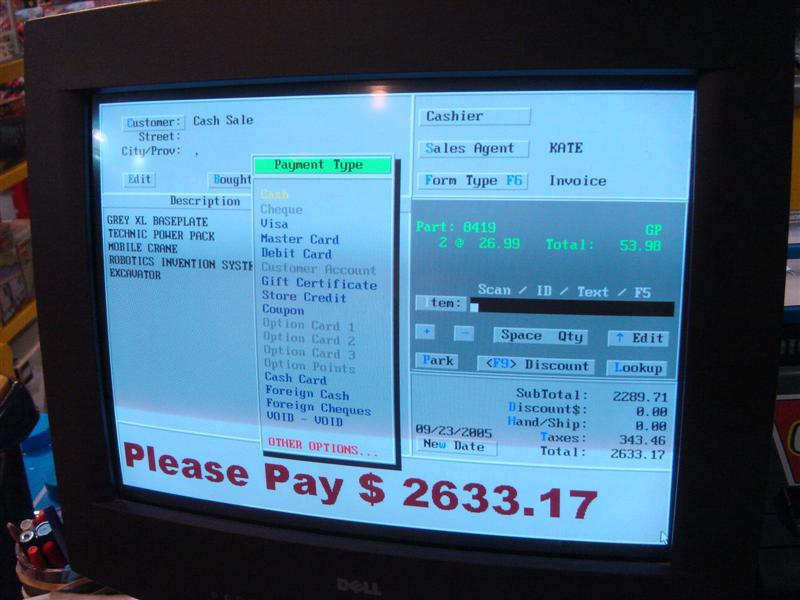 Customer: Cash Sale
Street:
City/Prov: ,
Edit
Bought
Description
GREY XL BASEPLATE
TECHNIC POWER PACK
MOBILE CRANE
ROBOTICS INVENTION SYSTE
EXCAVATOR
Payment Type
Cash
Cheque
Visa
Master Card
Debit Card
Customer Account
Gift Certificate
Store Credit
Coupon
Option Card 1
Option Card 2
Option Card 3
Option Points
Cash Card
Foreign Cash
Foreign Cheques
VOID - VOID
OTHER OPTIONS...
Cashier
Sales Agent KATE
Form Type F6 Invoice
Part: 8419 GP
2 @ 26.99 Total: 53.98
Scan / ID / Text / F5
Item:
+ - Space Qty ↑ Edit
Park <F9> Discount Lookup
SubTotal: 2289.71
Discount$: 0.00
Hand/Ship: 0.00
09/23/2005 Taxes: 343.46
New Date Total: 2633.17
Please Pay $ 2633.17
DELL